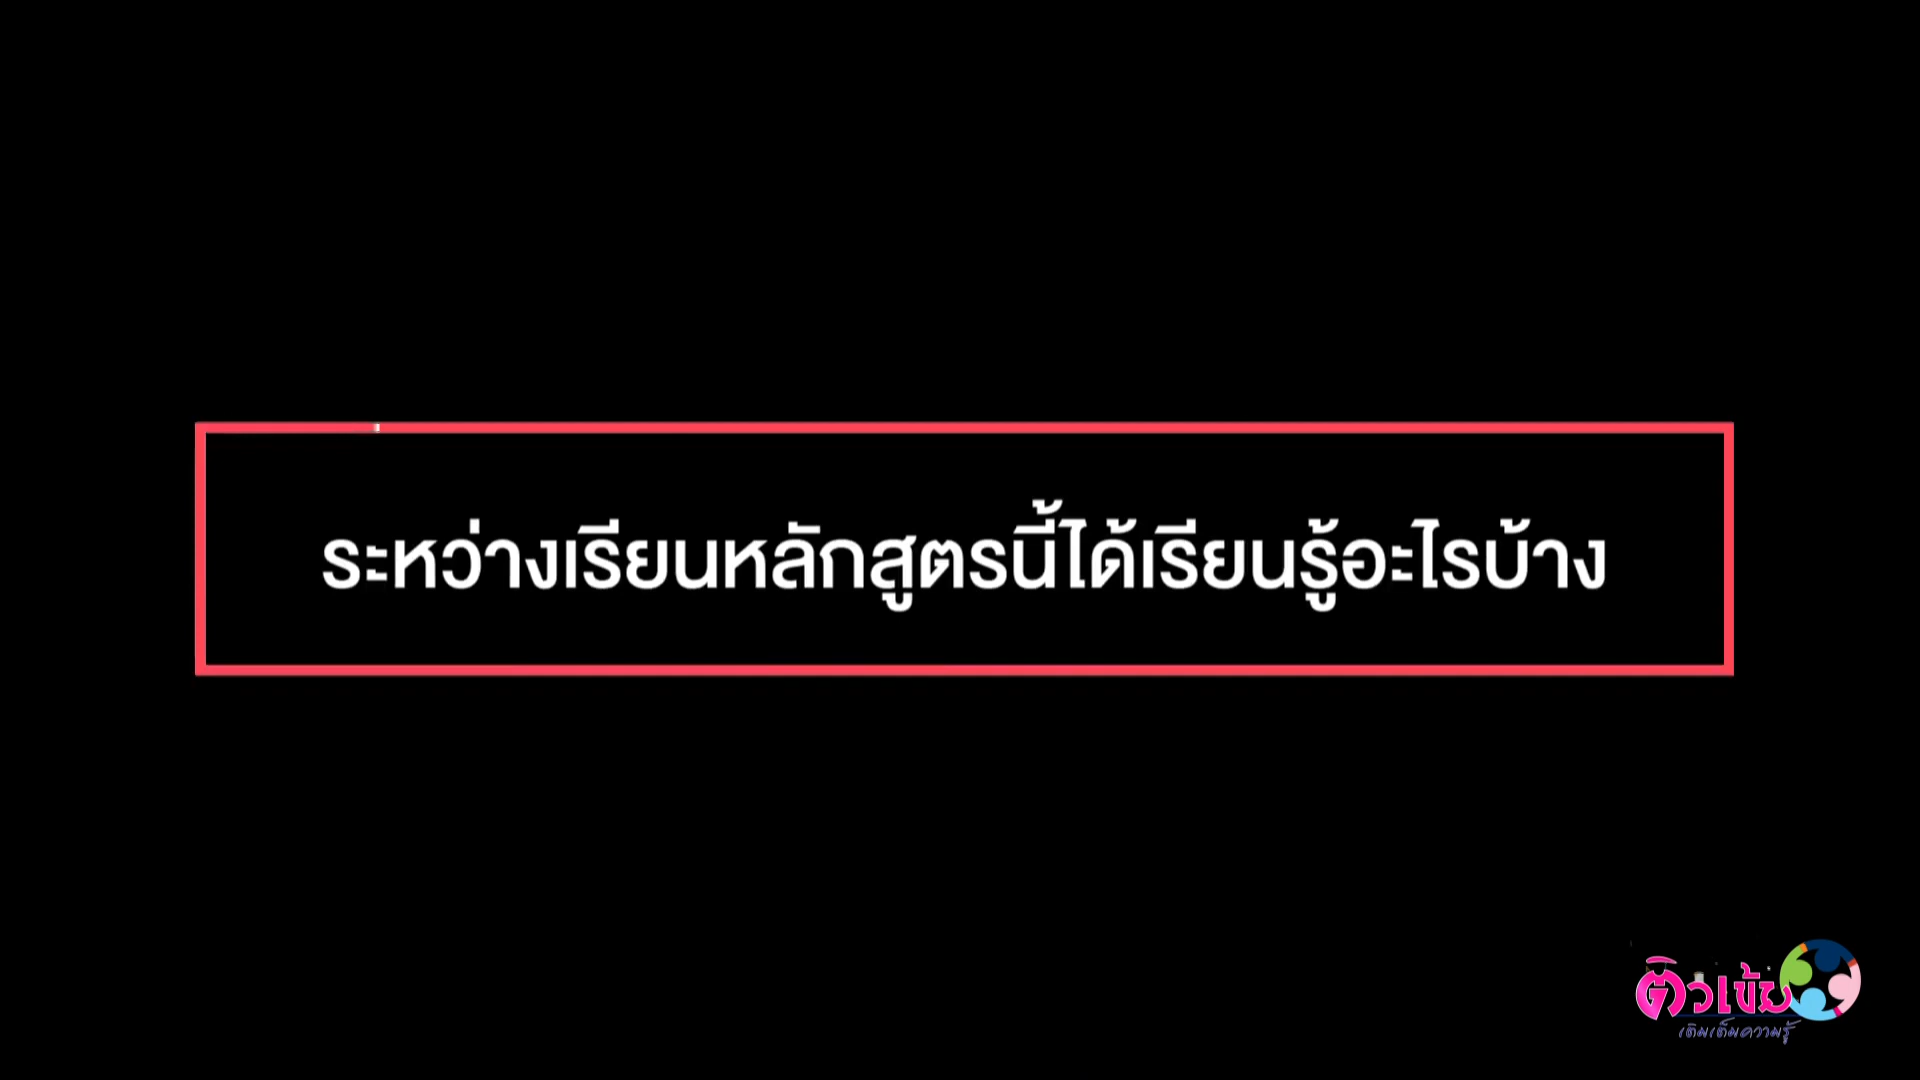 ระหว่างเรียนหลักสูตรนี้ได้เรียนรู้อะไรบ้าง
ติวเข้ม
เติมเต็มความรู้